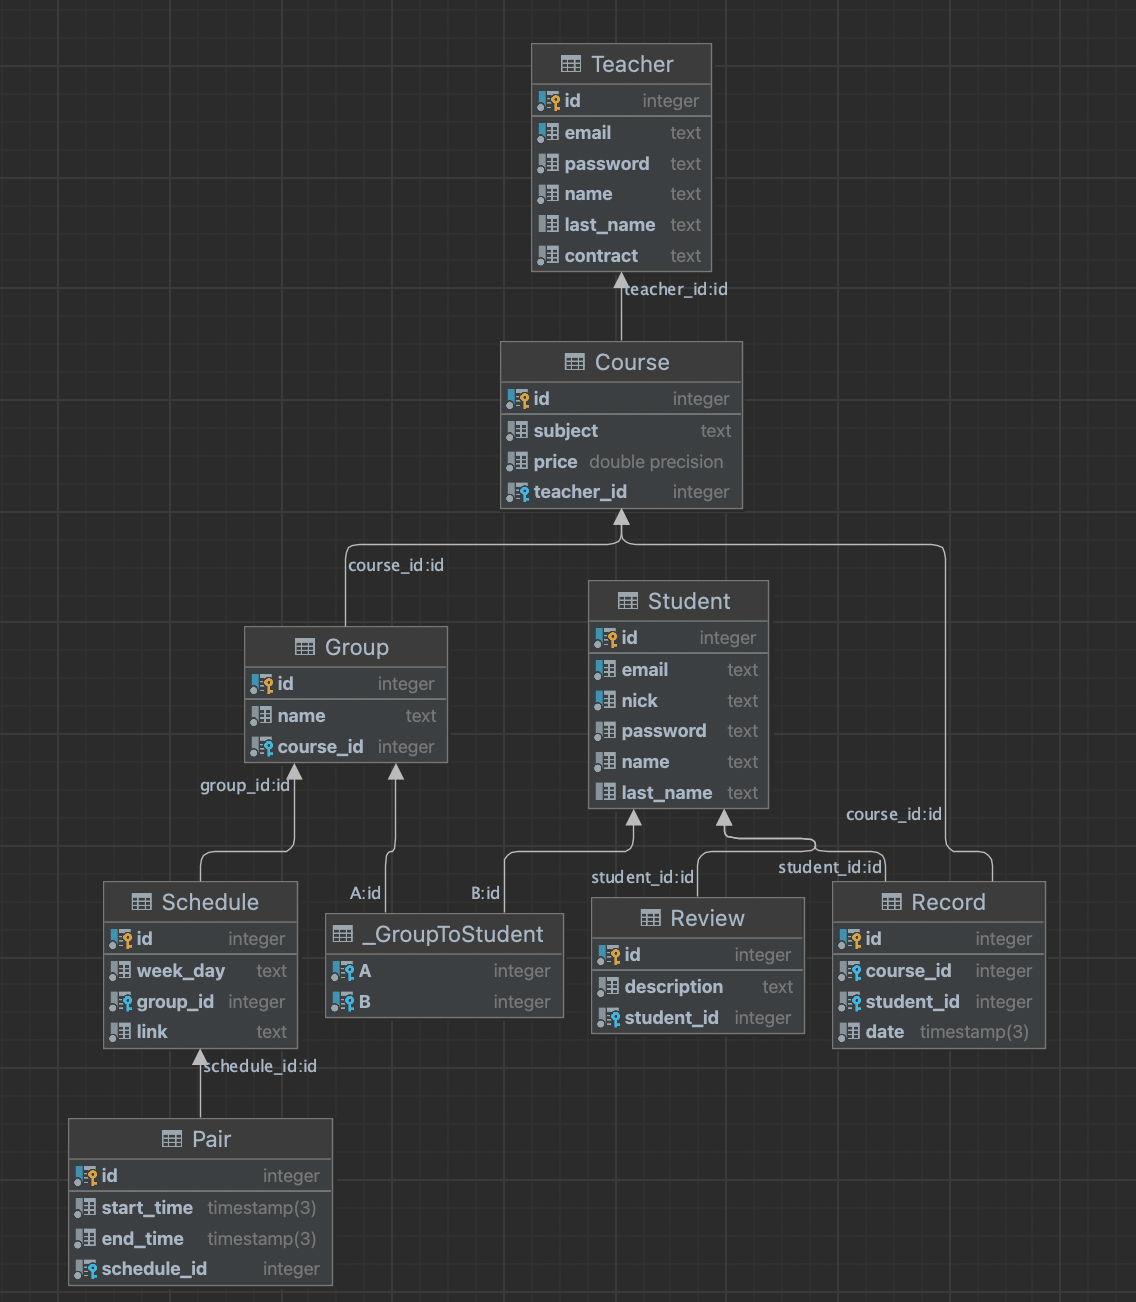 Teacher
id integer
email text
password text
name text
last_name text
contract text
teacher_id:id
Course
id integer
subject text
price double precision
teacher_id integer
course_id:id
Student
id integer
email text
nick text
password text
name text
last_name text
Group
id integer
name text
course_id integer
group_id:id
course_id:id
A:id
B:id
student_id:id
student_id:id
Schedule
id integer
week_day text
group_id integer
link text
_GroupToStudent
A integer
B integer
Review
id integer
description text
student_id integer
Record
id integer
course_id integer
student_id integer
date timestamp(3)
schedule_id:id
Pair
id integer
start_time timestamp(3)
end_time timestamp(3)
schedule_id integer